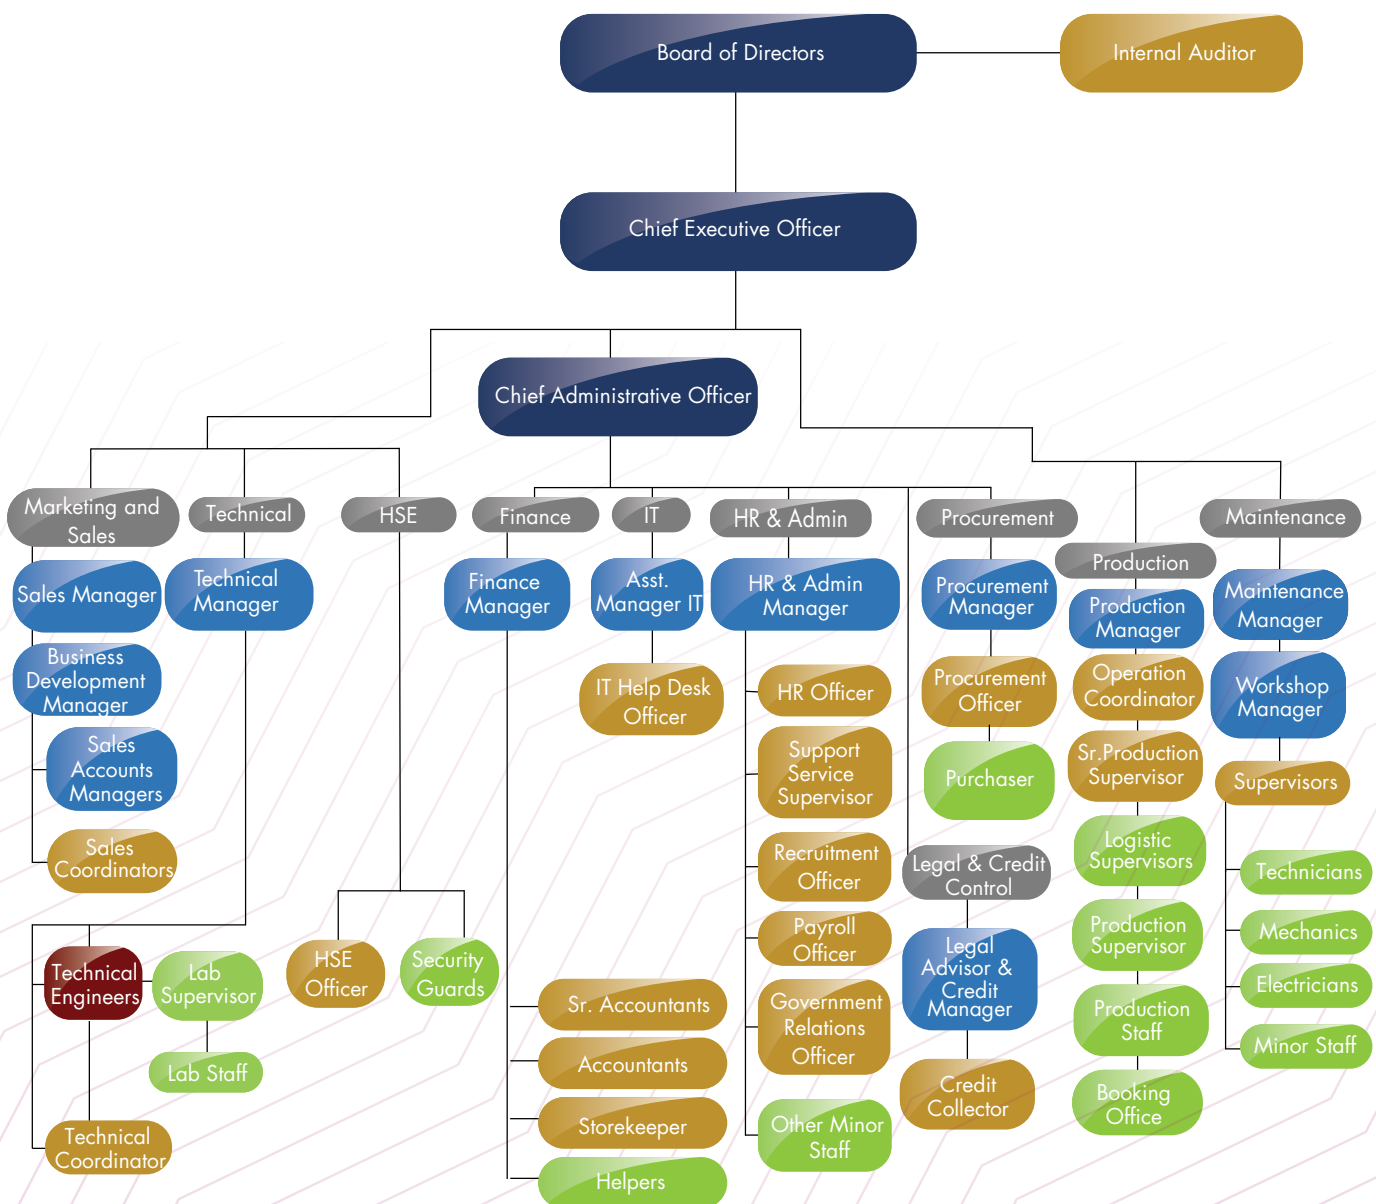 Board of Directors
Internal Auditor
Chief Executive Officer
Chief Administrative Officer
Marketing and
Sales
Technical
HSE
Finance
IT
HR & Admin
Procurement
Production
Maintenance
Sales Manager
Technical
Manager
Finance
Manager
Asst.
Manager IT
HR & Admin
Manager
Procurement
Manager
Production
Manager
Maintenance
Manager
Business
Development
Manager
IT Help Desk
Officer
HR Officer
Procurement
Officer
Operation
Coordinator
Workshop
Manager
Sales
Accounts
Managers
Support
Service
Supervisor
Purchaser
Sr.Production
Supervisor
Supervisors
Sales
Coordinators
Recruitment
Officer
Legal & Credit
Control
Logistic
Supervisors
Technicians
Technical
Engineers
Lab
Supervisor
HSE
Officer
Security
Guards
Payroll
Officer
Legal
Advisor &
Credit
Manager
Production
Supervisor
Mechanics
Sr. Accountants
Government
Relations
Officer
Production
Staff
Electricians
Lab Staff
Accountants
Credit
Collector
Minor Staff
Technical
Coordinator
Storekeeper
Other Minor
Staff
Booking
Office
Helpers